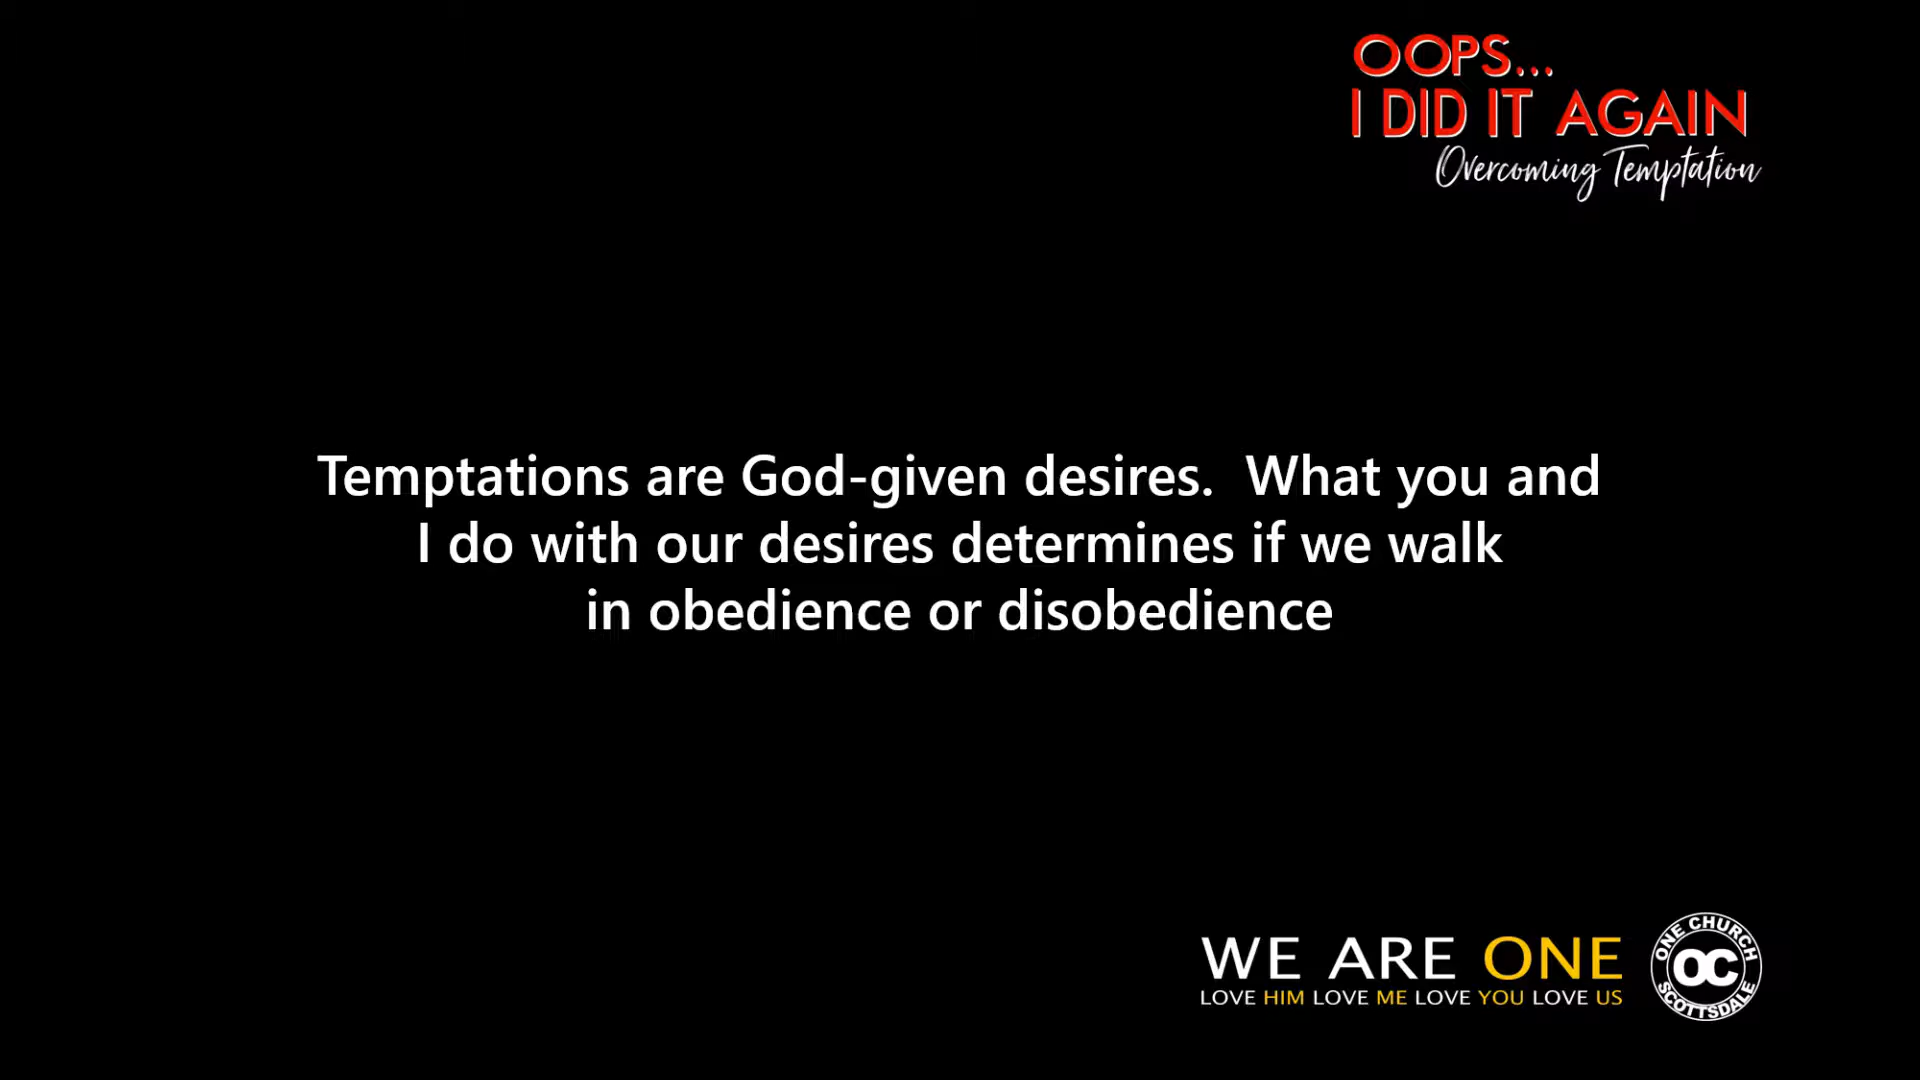 OOPS...
I DID IT AGAIN
Overcoming Temptation
Temptations are God-given desires.  What you and
I do with our desires determines if we walk
in obedience or disobedience
WE ARE ONE
LOVE HIM LOVE ME LOVE YOU LOVE US
ONE CHURCH
OC
SCOTTSDALE